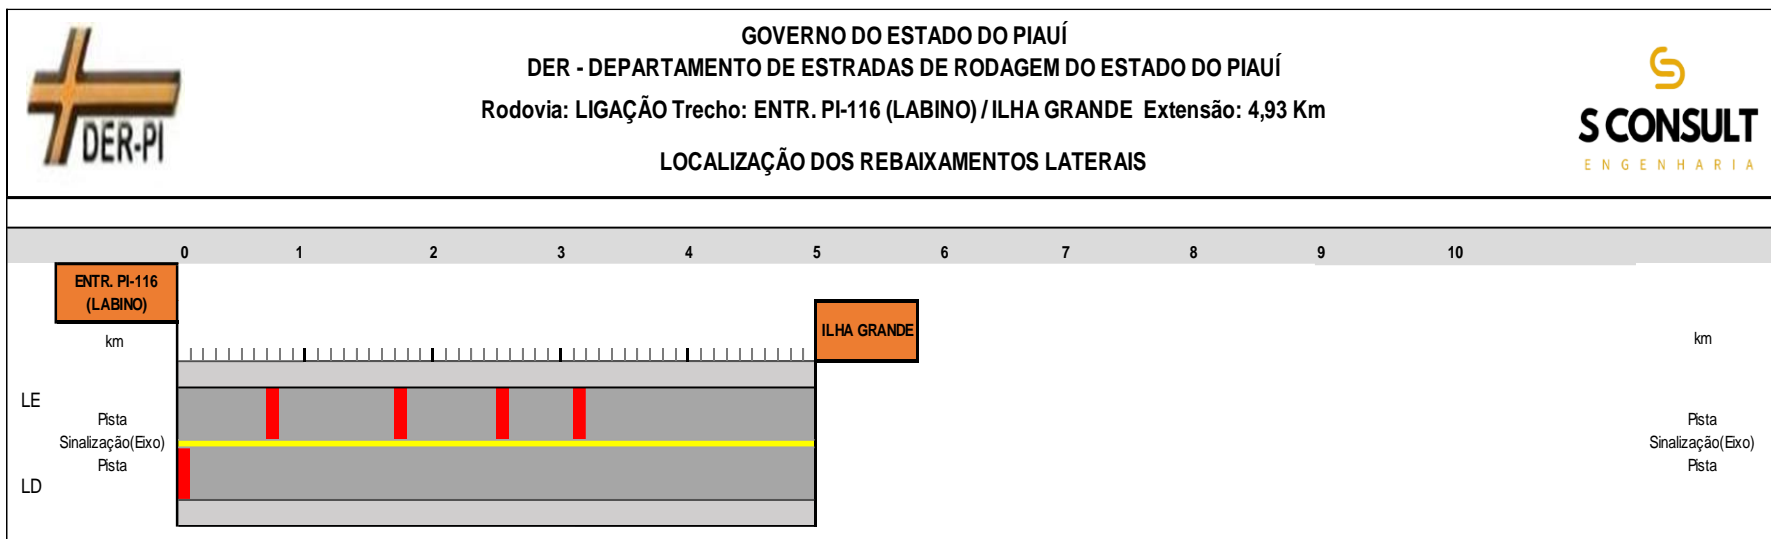 DER-PI
GOVERNO DO ESTADO DO PIAUÍ
DER - DEPARTAMENTO DE ESTRADAS DE RODAGEM DO ESTADO DO PIAUÍ
Rodovia: LIGAÇÃO Trecho: ENTR. PI-116 (LABINO) / ILHA GRANDE Extensão: 4,93 Km
LOCALIZAÇÃO DOS REBAIXAMENTOS LATERAIS
S CONSULT
ENGENHARIA
0 1 2 3 4 5 6 7 8 9 10
ENTR. PI-116
(LABINO)
ILHA GRANDE
km
km
LE
Pista
Sinalização(Eixo)
Pista
LD
Pista
Sinalização(Eixo)
Pista